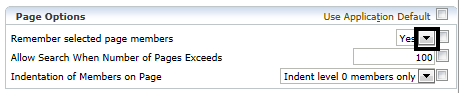 Page Options Use Application Default
Remember selected page members Yes
Allow Search When Number of Pages Exceeds 100
Indentation of Members on Page Indent level 0 members only